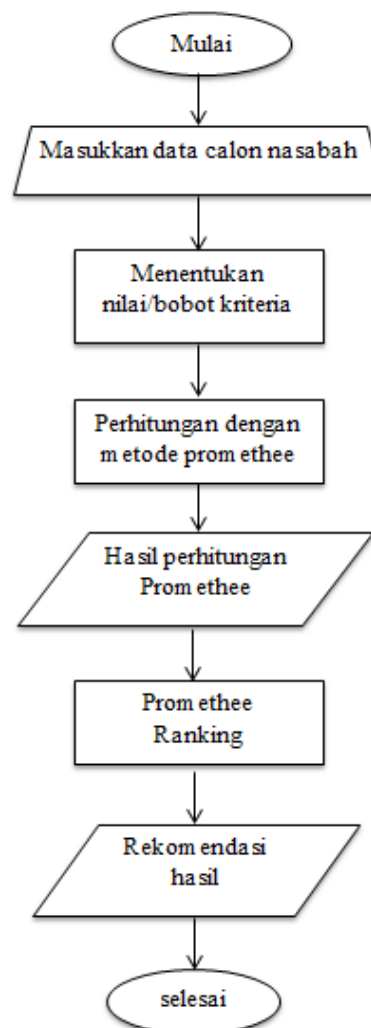 Mulai
Masukkan data calon nasabah
Menentukan
nilai/bobot kriteria
Perhitungan dengan
metode promethee
Hasil perhitungan
Promethee
Promethee
Ranking
Rekomendasi
hasil
selesai